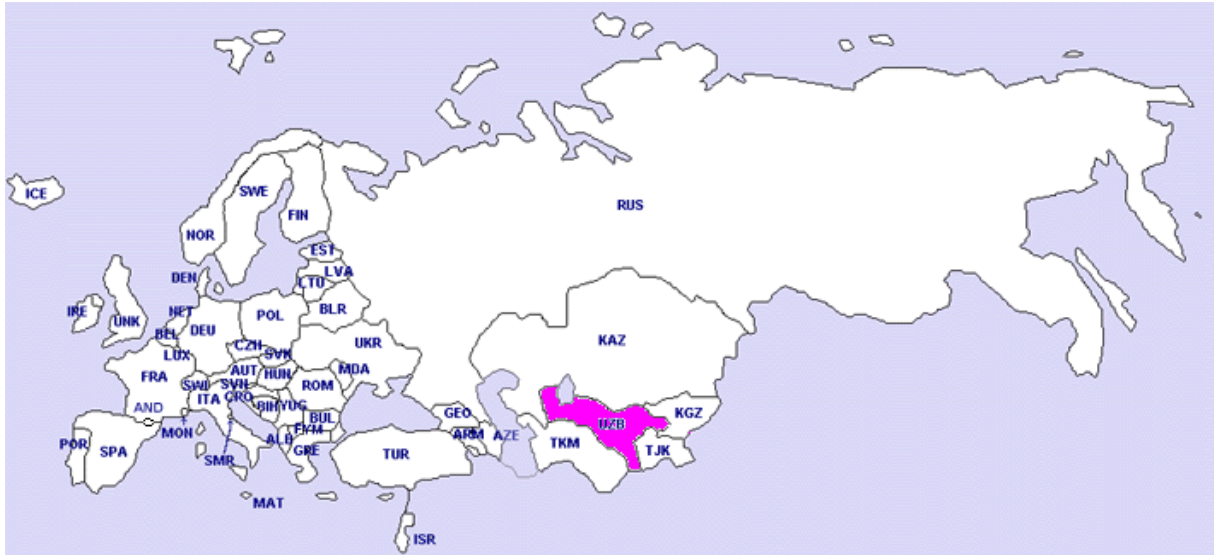 ICE
SWE
RUS
FIN
NOR
EST
LVA
DEN
LTU
IRE
UNK
NET
POL
BLR
BEL
DEU
KAZ
LUX
CZH
SVK
UKR
FRA
AUT
HUN
MDA
SWI
SVN
ROM
ITA
CRO
BIH
YUG
AND
BUL
GEO
KGZ
MON
FYM
UZB
POR
SPA
ALB
GRE
ARM
AZE
TKM
TJK
SMR
TUR
MAT
ISR